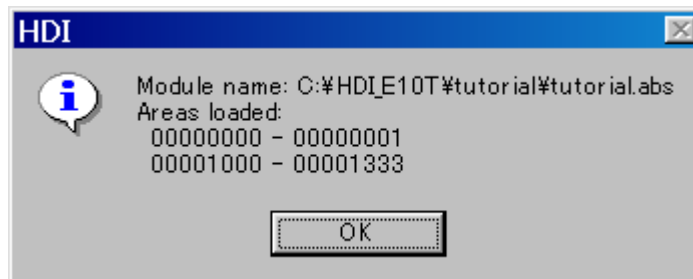 HDI
Module name: C:¥HDI_E10T¥tutorial¥tutorial.abs
Areas loaded:
00000000 - 00000001
00001000 - 00001333
OK